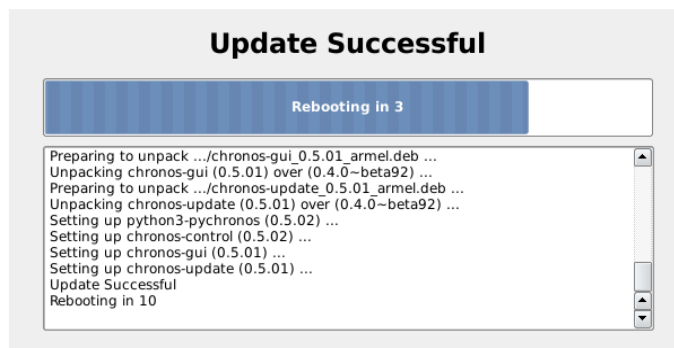 Update Successful
Rebooting in 3
Preparing to unpack .../chronos-gui_0.5.01_armel.deb ...
Unpacking chronos-gui (0.5.01) over (0.4.0~beta92) ...
Preparing to unpack .../chronos-update_0.5.01_armel.deb ...
Unpacking chronos-update (0.5.01) over (0.4.0~beta92) ...
Setting up python3-pychronos (0.5.02) ...
Setting up chronos-control (0.5.02) ...
Setting up chronos-gui (0.5.01) ...
Setting up chronos-update (0.5.01) ...
Update Successful
Rebooting in 10